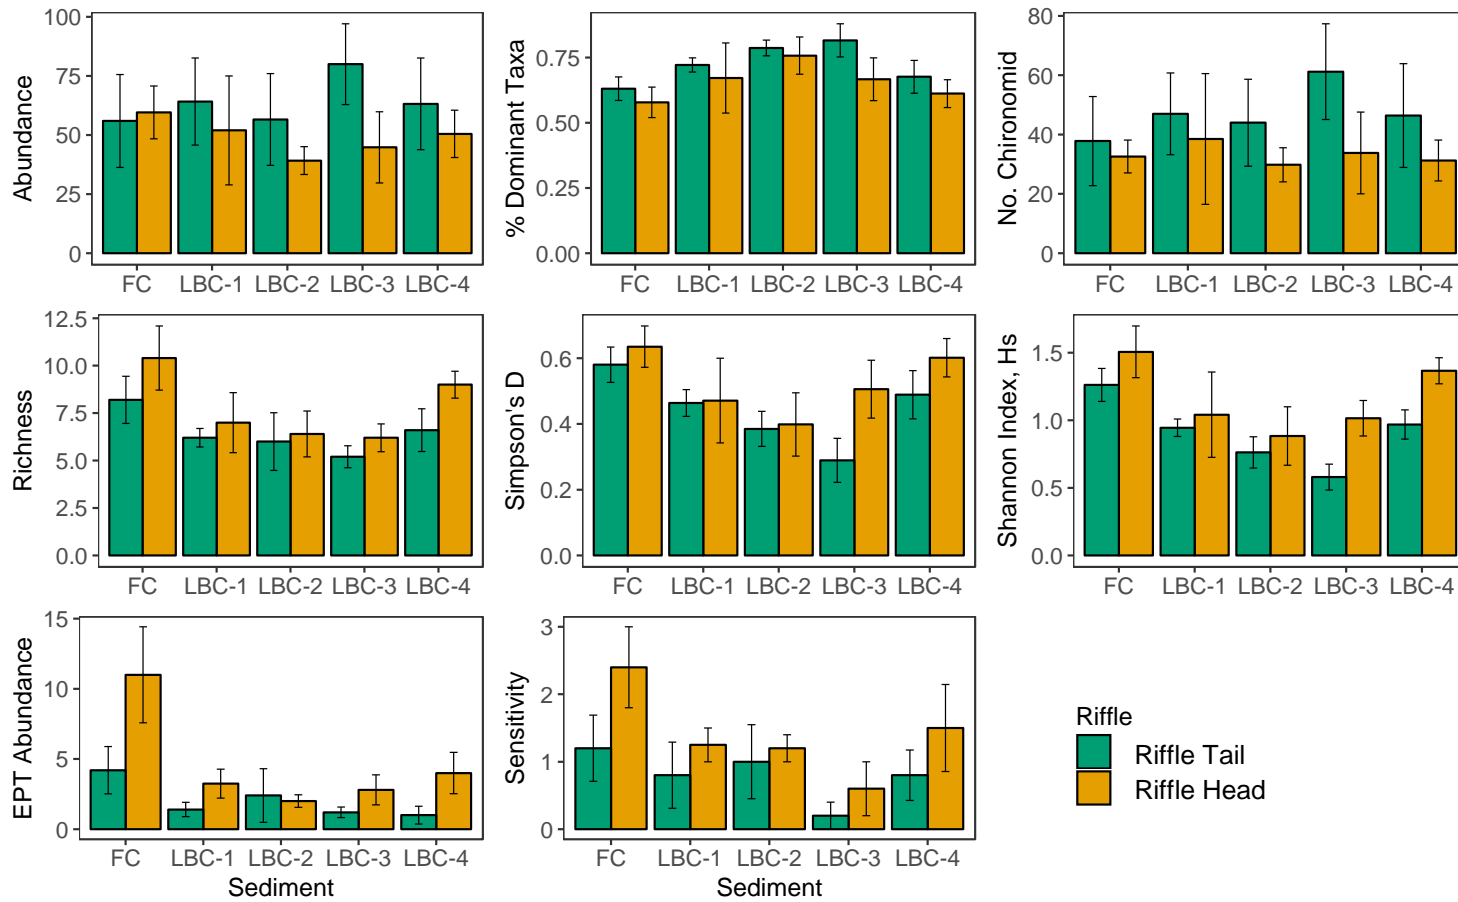 Abundance
100
75
50
25
0
FC LBC-1 LBC-2 LBC-3 LBC-4
% Dominant Taxa
0.75
0.50
0.25
0.00
FC LBC-1 LBC-2 LBC-3 LBC-4
No. Chironomid
80
60
40
20
0
FC LBC-1 LBC-2 LBC-3 LBC-4
Richness
12.5
10.0
7.5
5.0
2.5
0.0
FC LBC-1 LBC-2 LBC-3 LBC-4
Simpson's D
0.6
0.4
0.2
0.0
FC LBC-1 LBC-2 LBC-3 LBC-4
Shannon Index, Hs
1.5
1.0
0.5
0.0
FC LBC-1 LBC-2 LBC-3 LBC-4
EPT Abundance
15
10
5
0
FC LBC-1 LBC-2 LBC-3 LBC-4
Sediment
Sensitivity
3
2
1
0
FC LBC-1 LBC-2 LBC-3 LBC-4
Sediment
Riffle
Riffle Tail
Riffle Head